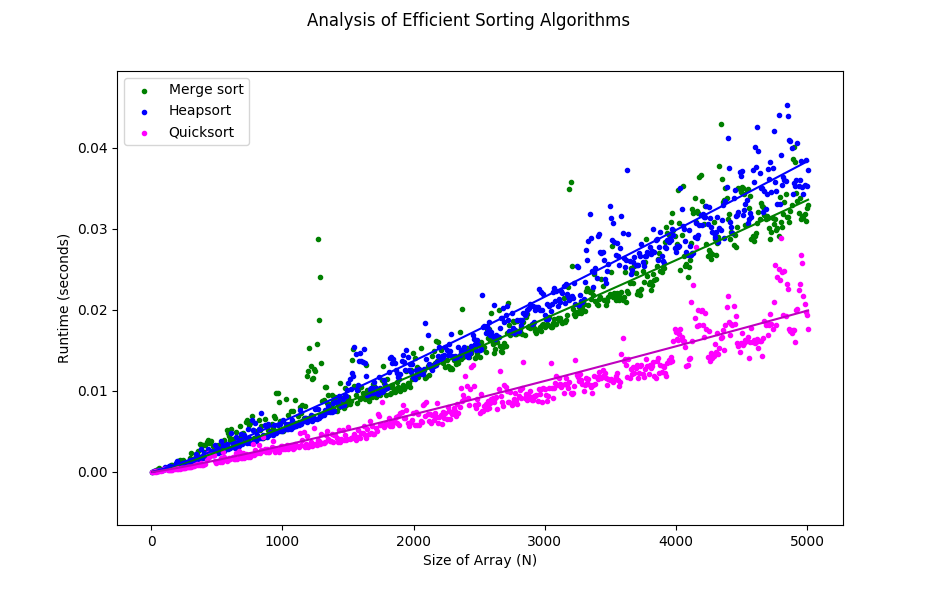 Analysis of Efficient Sorting Algorithms
Merge sort
Heapsort
Quicksort
0.04
0.03
0.02
0.01
0.00
Runtime (seconds)
0 1000 2000 3000 4000 5000
Size of Array (N)